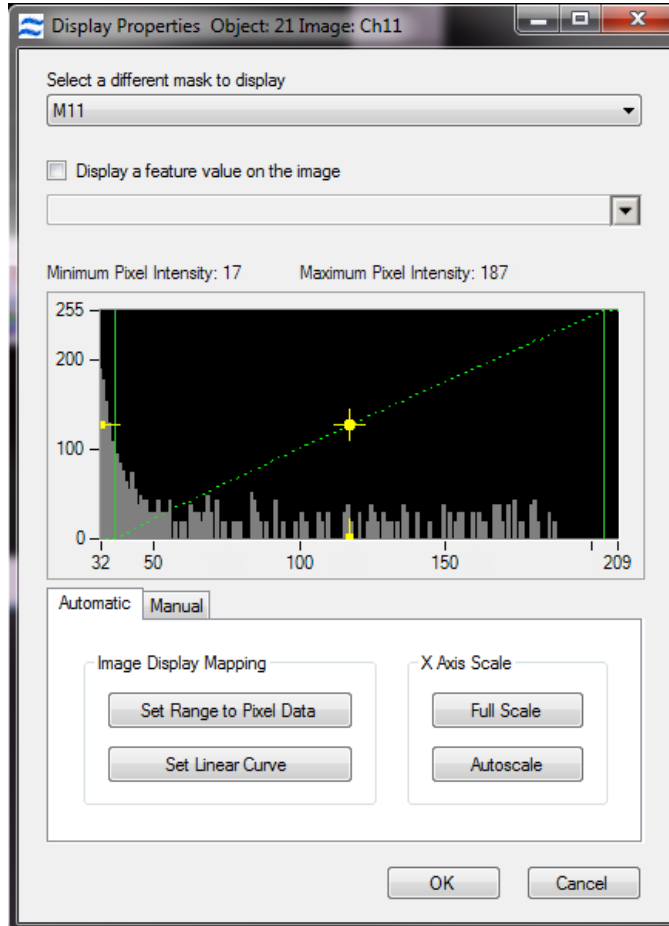 Display Properties Object: 21 Image: Ch11
Select a different mask to display
M11
Display a feature value on the image
Minimum Pixel Intensity: 17 Maximum Pixel Intensity: 187
255
200
100
0
32 50 100 150 209
Automatic Manual
Image Display Mapping X Axis Scale
Set Range to Pixel Data Full Scale
Set Linear Curve Autoscale
OK Cancel